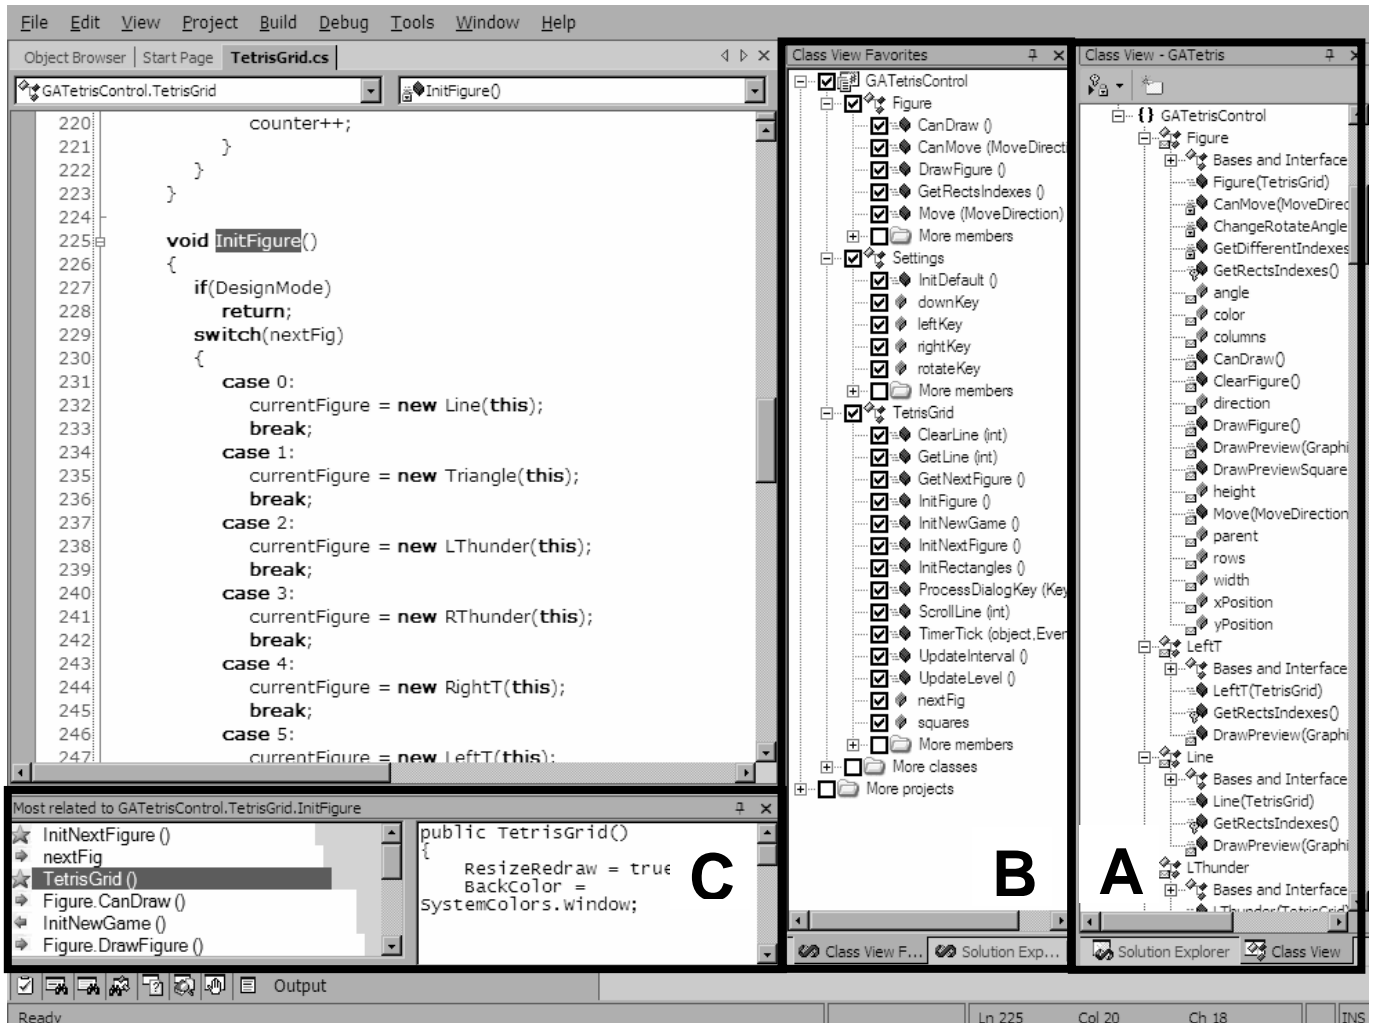 File Edit View Project Build Debug Tools Window Help
Object Browser Start Page TetrisGrid.cs
GATetrisControl.TetrisGrid InitFigure()
220 counter++;
221 }
222 }
223 }
224
225 void InitFigure()
226 {
227 if(DesignMode)
228 return;
229 switch(nextFig)
230 {
231 case 0:
232 currentFigure = new Line(this);
233 break;
234 case 1:
235 currentFigure = new Triangle(this);
236 break;
237 case 2:
238 currentFigure = new LThunder(this);
239 break;
240 case 3:
241 currentFigure = new RThunder(this);
242 break;
243 case 4:
244 currentFigure = new RightT(this);
245 break;
246 case 5:
247 currentFigure = new LeftT(this);
Most related to GATetrisControl.TetrisGrid.InitFigure
InitNextFigure ()
nextFig
TetrisGrid ()
Figure.CanDraw ()
InitNewGame ()
Figure.DrawFigure ()
public TetrisGrid()
{
ResizeRedraw = true
BackColor =
SystemColors.Window;
C
Class View Favorites
GATetrisControl
Figure
CanDraw ()
CanMove (MoveDirect
DrawFigure ()
GetRectsIndexes ()
Move (MoveDirection)
More members
Settings
InitDefault ()
downKey
leftKey
rightKey
rotateKey
More members
TetrisGrid
ClearLine (int)
GetLine (int)
GetNextFigure ()
InitFigure ()
InitNewGame ()
InitNextFigure ()
InitRectangles ()
ProcessDialogKey (Key
ScrollLine (int)
TimerTick (object,Even
UpdateInterval ()
UpdateLevel ()
nextFig
squares
More members
More classes
More projects
B
Class View F... Solution Exp...
Class View - GATetris
{} GATetrisControl
Figure
Bases and Interface
Figure(TetrisGrid)
CanMove(MoveDirec
ChangeRotateAngle
GetDifferentIndexes
GetRectsIndexes()
angle
color
columns
CanDraw()
ClearFigure()
direction
DrawFigure()
DrawPreview(Graphi
DrawPreviewSquare
height
Move(MoveDirection
parent
rows
width
xPosition
yPosition
LeftT
Bases and Interface
LeftT(TetrisGrid)
GetRectsIndexes()
DrawPreview(Graphi
Line
Bases and Interface
Line(TetrisGrid)
GetRectsIndexes()
DrawPreview(Graphi
LThunder
Bases and Interface
LThunder(TetrisGrid)
A
Solution Explorer Class View
Output
Ready Ln 225 Col 20 Ch 18 INS